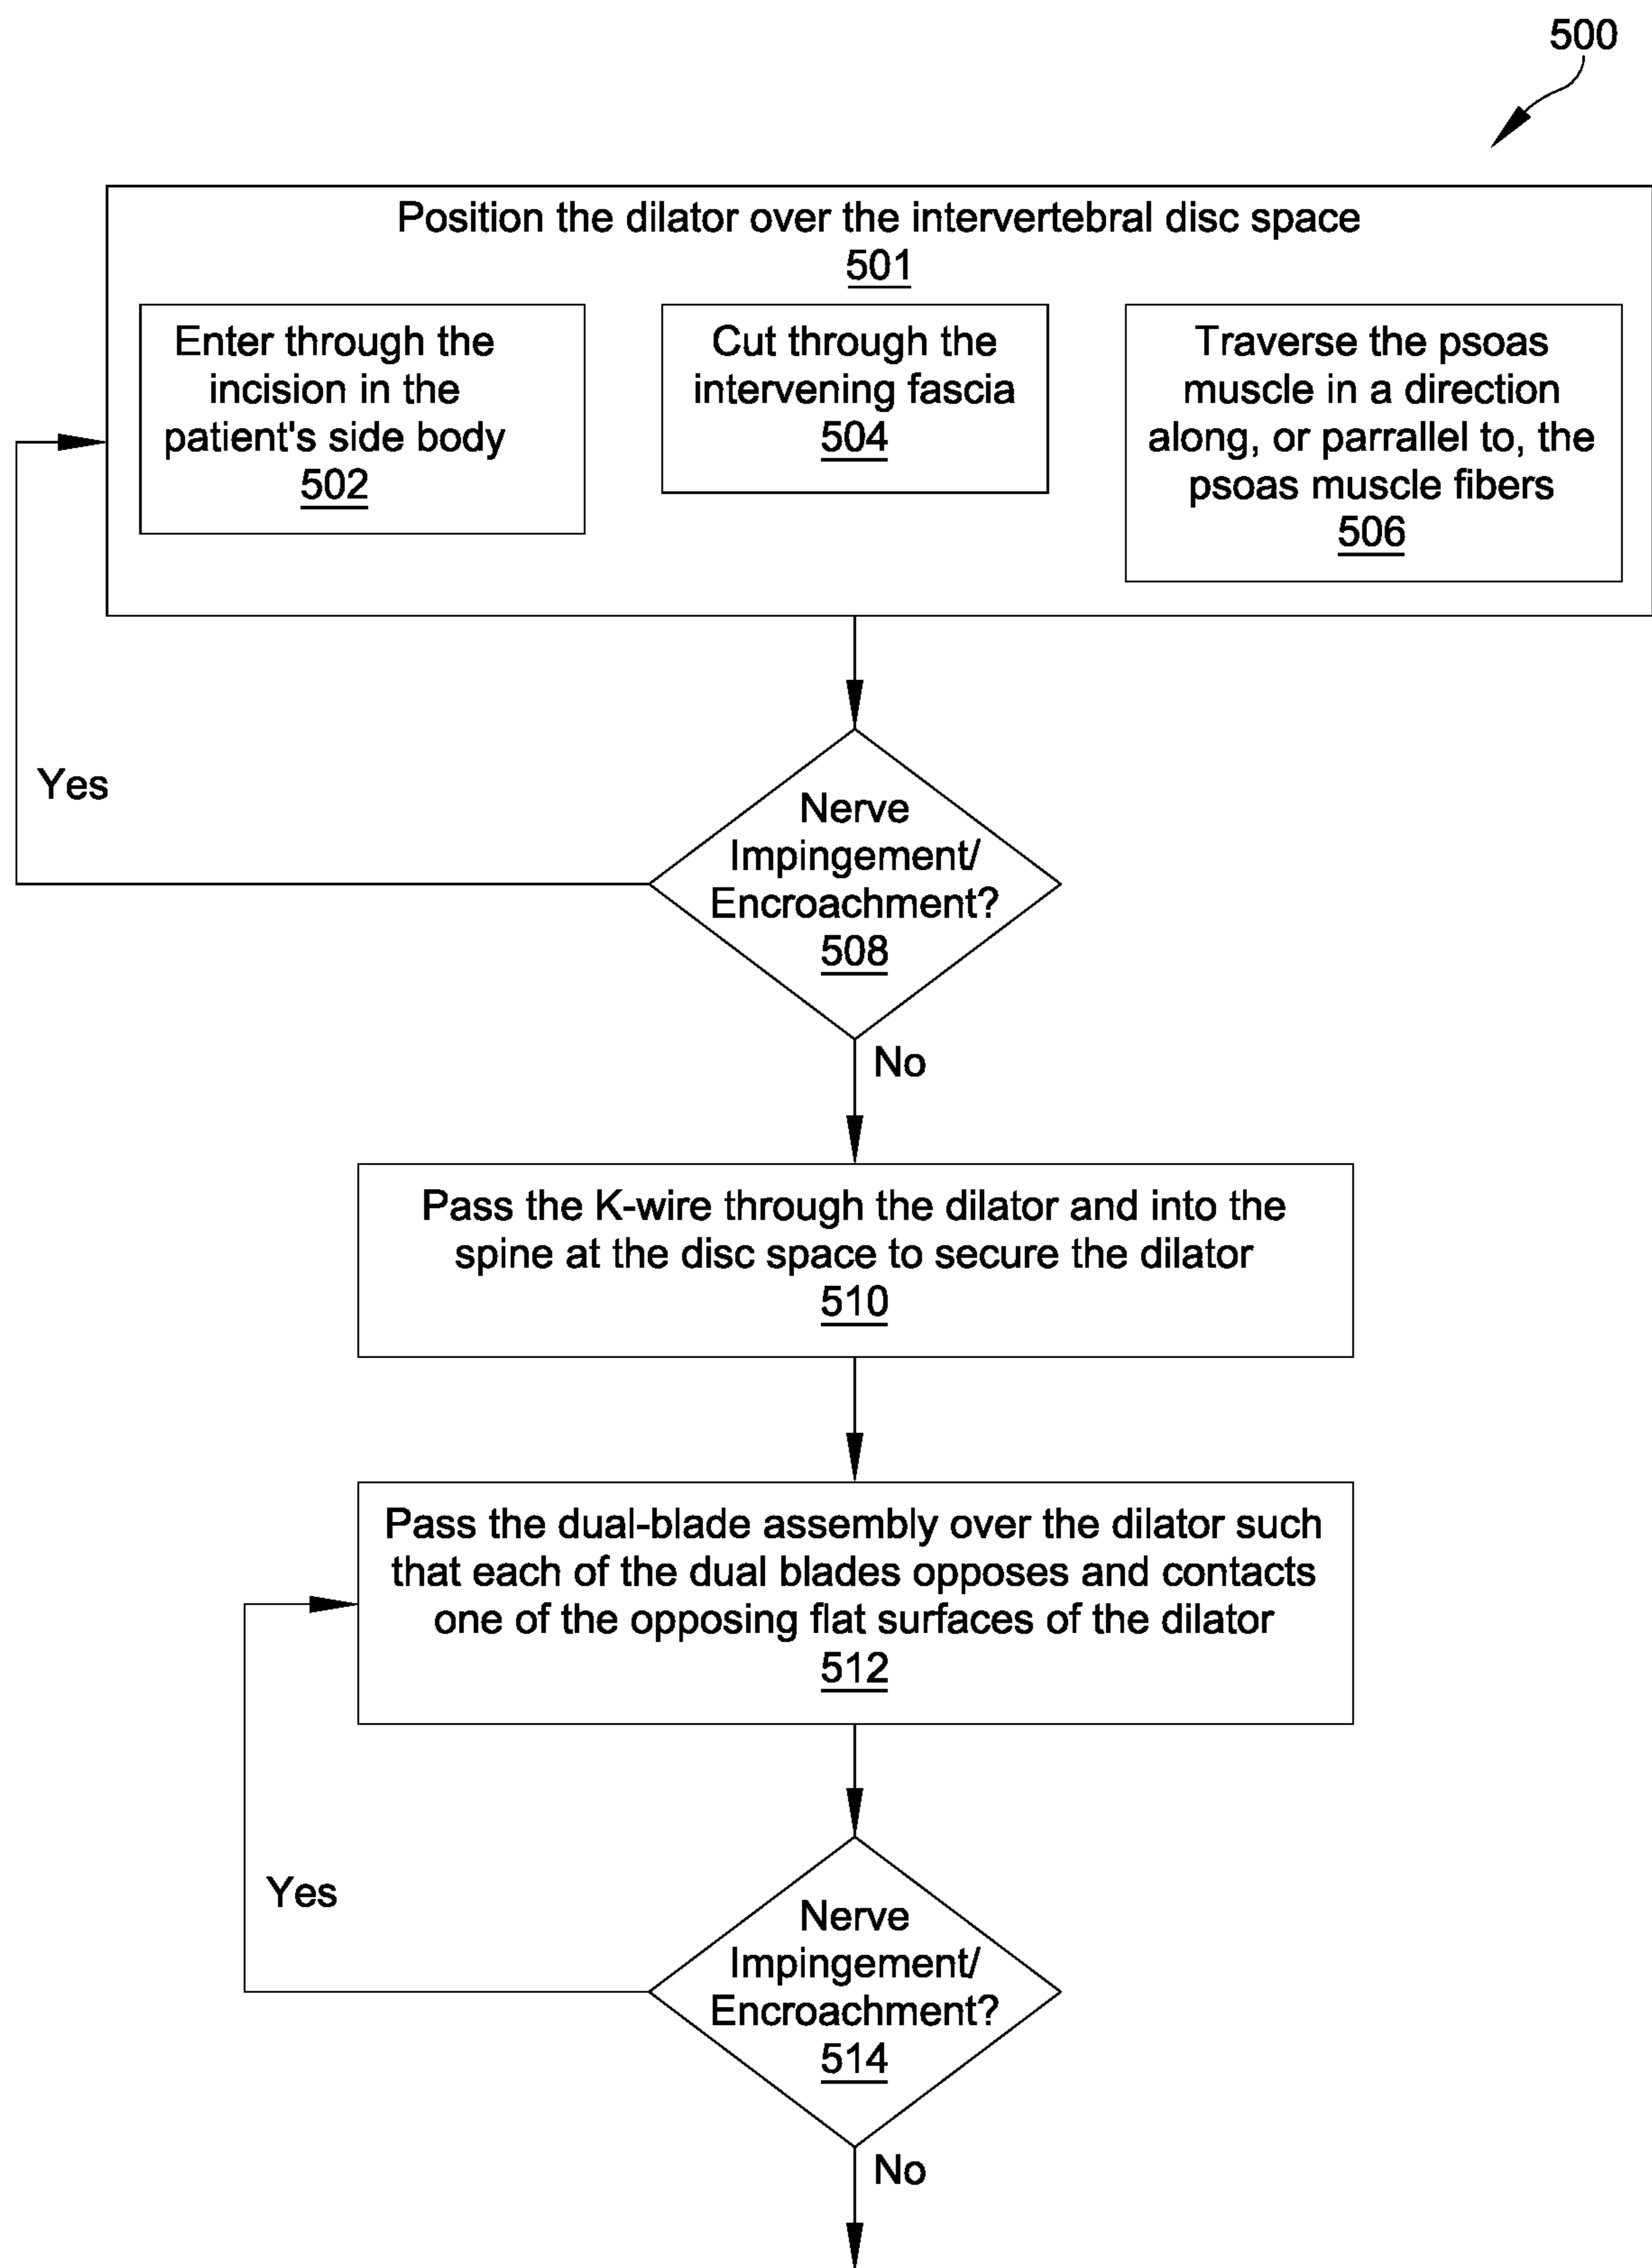 500
Position the dilator over the intervertebral disc space
501
Enter through the
incision in the
patient's side body
502
Cut through the
intervening fascia
504
Traverse the psoas
muscle in a direction
along, or parrallel to, the
psoas muscle fibers
506
Yes
Nerve
Impingement/
Encroachment?
508
No
Pass the K-wire through the dilator and into the
spine at the disc space to secure the dilator
510
Pass the dual-blade assembly over the dilator such
that each of the dual blades opposes and contacts
one of the opposing flat surfaces of the dilator
512
Yes
Nerve
Impingement/
Encroachment?
514
No